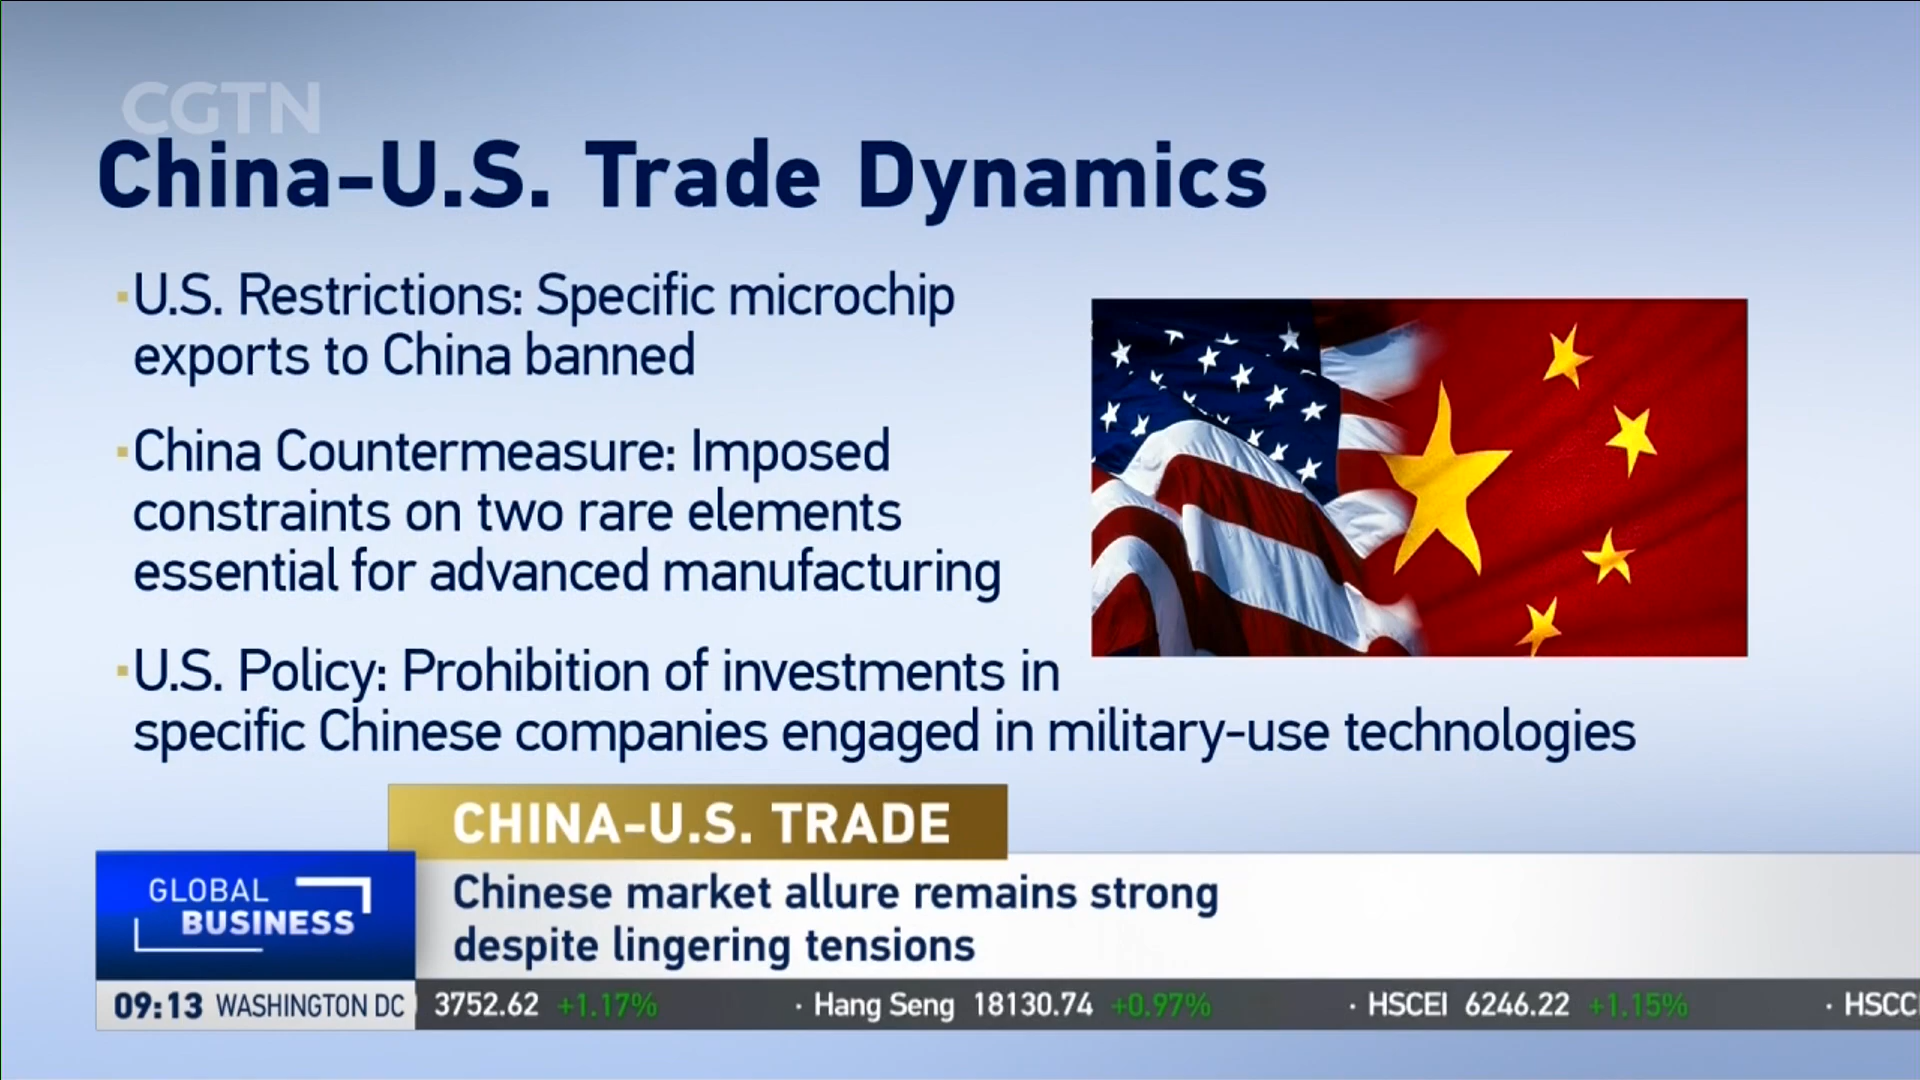 CGTN
China-U.S. Trade Dynamics
U.S. Restrictions: Specific microchip
exports to China banned
China Countermeasure: Imposed
constraints on two rare elements
essential for advanced manufacturing
U.S. Policy: Prohibition of investments in
specific Chinese companies engaged in military-use technologies
CHINA-U.S. TRADE
GLOBAL
BUSINESS
Chinese market allure remains strong
despite lingering tensions
09:13 WASHINGTON DC 3752.62 +1.17% · Hang Seng 18130.74 +0.97% · HSCEI 6246.22 +1.15% · HSCC